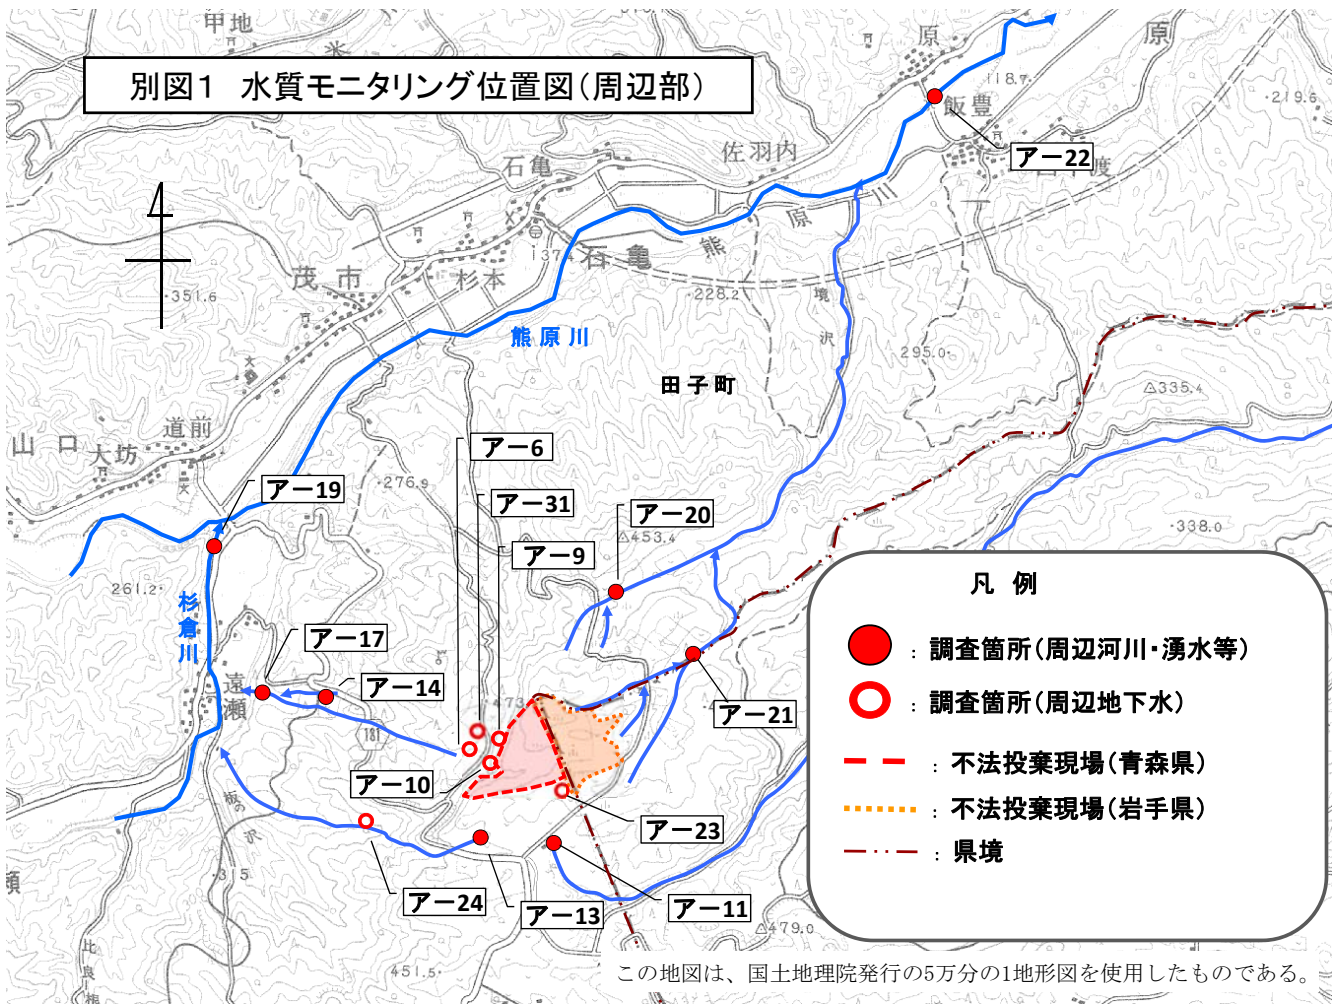 甲地
米
原
原
別図1 水質モニタリング位置図(周辺部)
118.7
・219.6
飯豊
佐羽内
アー22
石亀
川
原
熊
137.4
石亀
茂市
杉本
・351.6
・228.2
境
沢
熊原川
295.0・
田子町
△335.4
道前
山口
大坊
アー6
・276.9
アー19
アー31
アー20
△453.4
・338.0
アー9
261.2・
凡 例
杉倉川
:調査箇所(周辺河川・湧水等)
アー17
遠瀬
アー14
・473
:調査箇所(周辺地下水)
アー21
181
:不法投棄現場(青森県)
アー10
:不法投棄現場(岩手県)
板の沢
アー23
:県境
・315
瀬
アー24
アー13
アー11
△479.0
比良
451.5・
この地図は、国土地理院発行の5万分の1地形図を使用したものである。